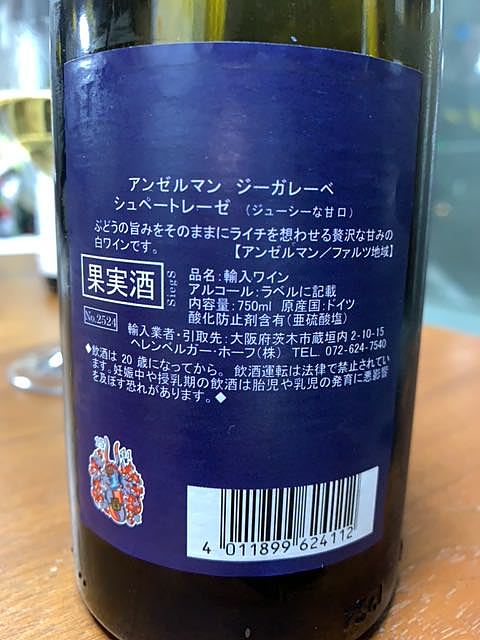 アンゼルマン ジーガレーベ
シュペートレーゼ (ジューシーな甘口)
ぶどうの旨みをそのままにライチを想わせる贅沢な甘みの
白ワインです。 【アンゼルマン/ファルツ地域】
果実酒
品名:輸入ワイン
アルコール:ラベルに記載
内容量:750ml 原産国:ドイツ
酸化防止剤含有(亜硫酸塩)
No.2524
輸入業者・引取先:大阪府茨木市蔵垣内2-10-15
ヘレンベルガー・ホーフ(株) TEL. 072-624-7540
◆飲酒は 20 歳になってから。 飲酒運転は法律で禁止されてい
ます。妊娠中や授乳期の飲酒は胎児や乳児の発育に悪影響
を及ぼす恐れがあります。◆
4 011899 624112